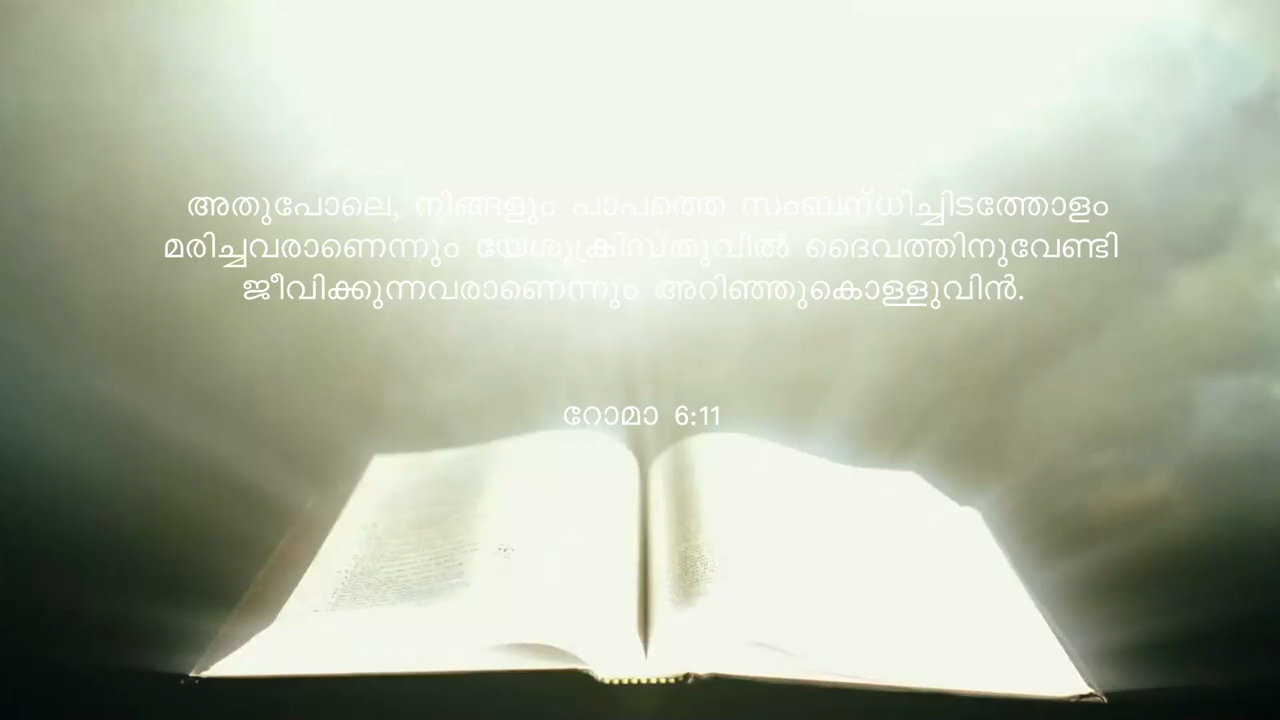 അതുപോലെ, നിങ്ങളും പാപത്തെ സംബന്ധിച്ചിടത്തോളം
മരിച്ചവരാണെന്നും യേശുക്രിസ്തുവിൽ ദൈവത്തിനുവേണ്ടി
ജീവിക്കുന്നവരാണെന്നും അറിഞ്ഞുകൊള്ളുവിൻ.
റോമാ 6:11